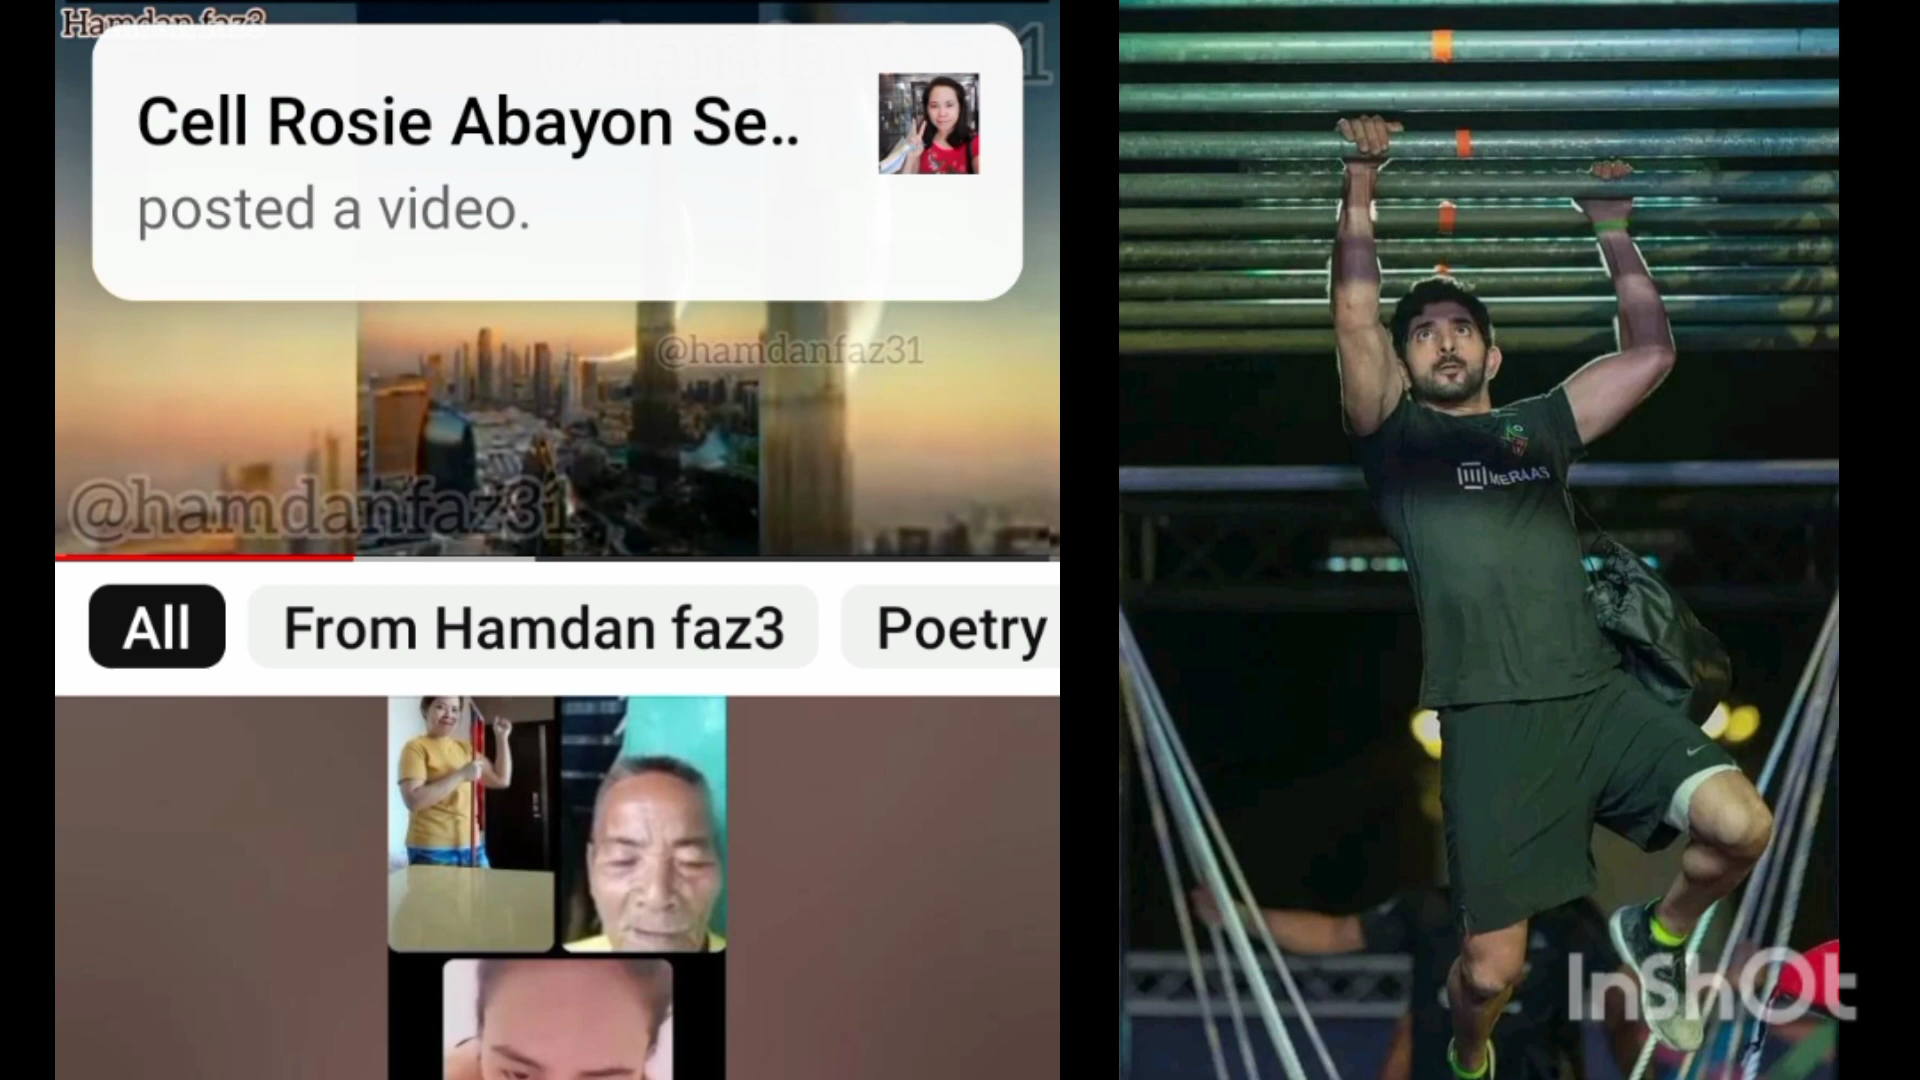 Hamdan faz3
Cell Rosie Abayon Se..
posted a video.
@hamdanfaz31
@hamdanfaz31
All
From Hamdan faz3
Poetry
MERAAS
InShOt